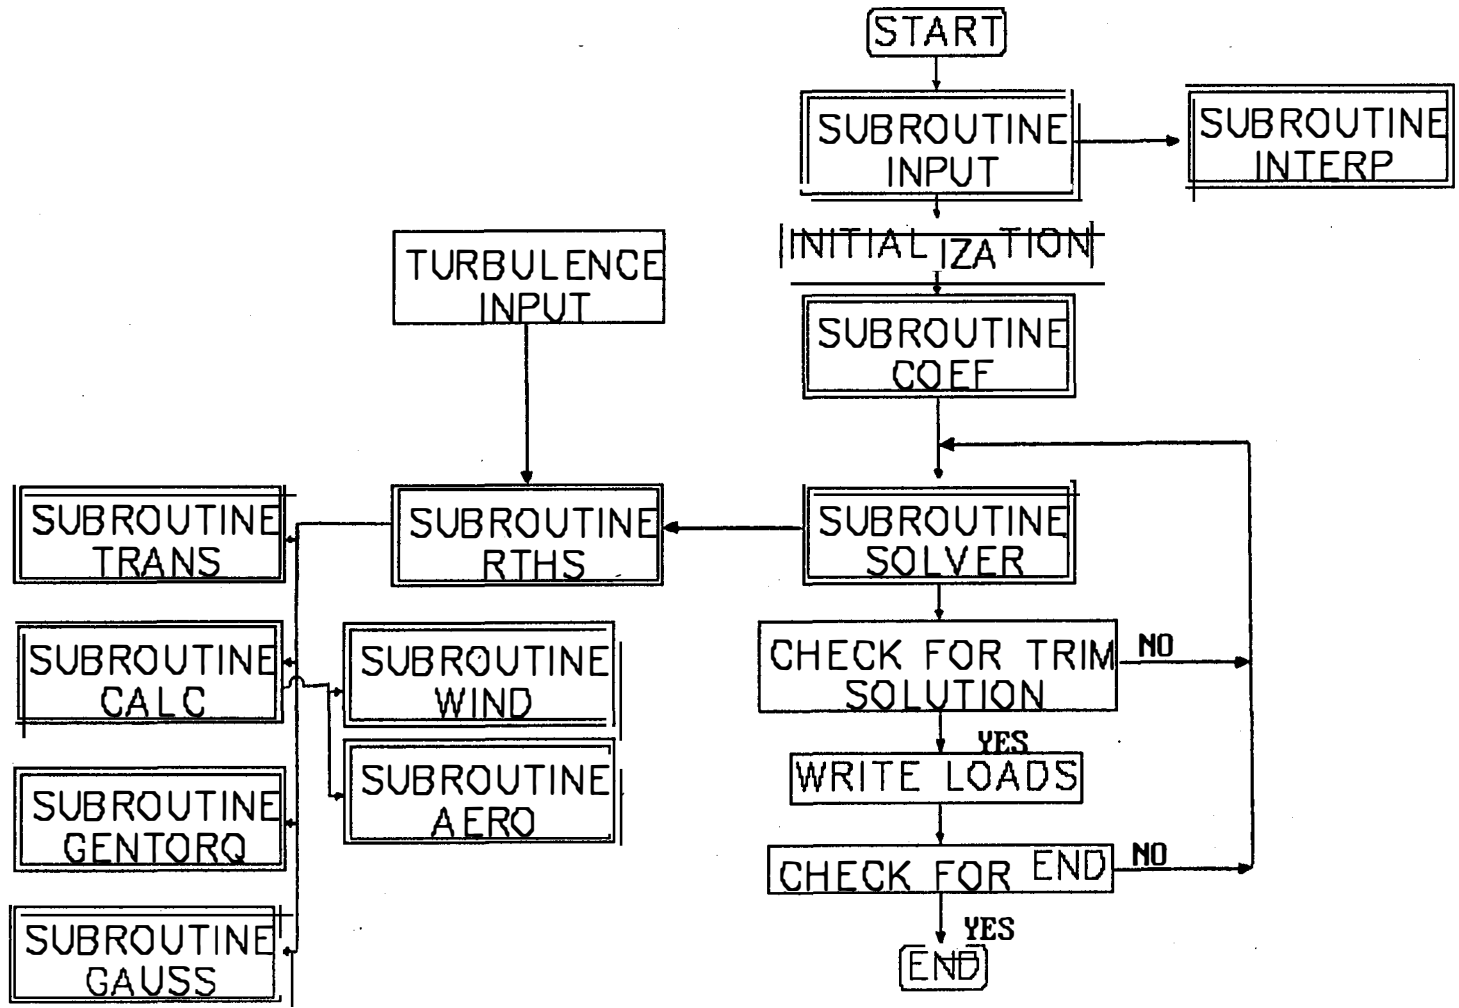 START
SUBROUTINE
INPUT
SUBROUTINE
INTERP
INITIALIZATION
TURBULENCE
INPUT
SUBROUTINE
COEF
SUBROUTINE
TRANS
SUBROUTINE
RTHS
SUBROUTINE
SOLVER
SUBROUTINE
CALC
SUBROUTINE
WIND
CHECK FOR TRIM
SOLUTION
NO
YES
SUBROUTINE
GENTORQ
SUBROUTINE
AERO
WRITE LOADS
CHECK FOR END
NO
YES
SUBROUTINE
GAUSS
END